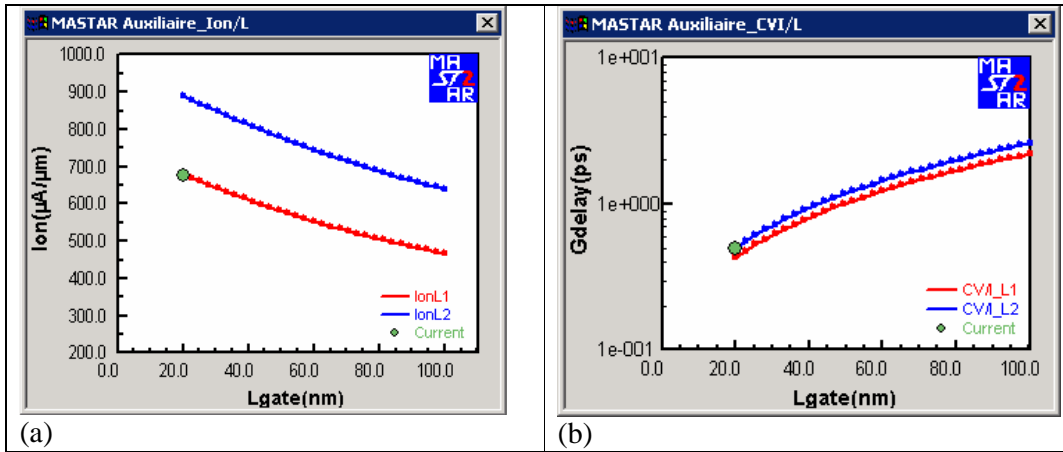 MASTAR Auxiliaire_Ion/L
1000.0
900.0
800.0
700.0
600.0
500.0
400.0
300.0
200.0
Ion(µA/µm)
MA
ST2
AR
IonL1
IonL2
Current
0.0 20.0 40.0 60.0 80.0 100.0
Lgate(nm)
(a)
MASTAR Auxiliaire_CVI/L
1e+001
1e+000
1e-001
Gdelay(ps)
MA
ST2
AR
CV/I_L1
CV/I_L2
Current
0.0 20.0 40.0 60.0 80.0 100.0
Lgate(nm)
(b)